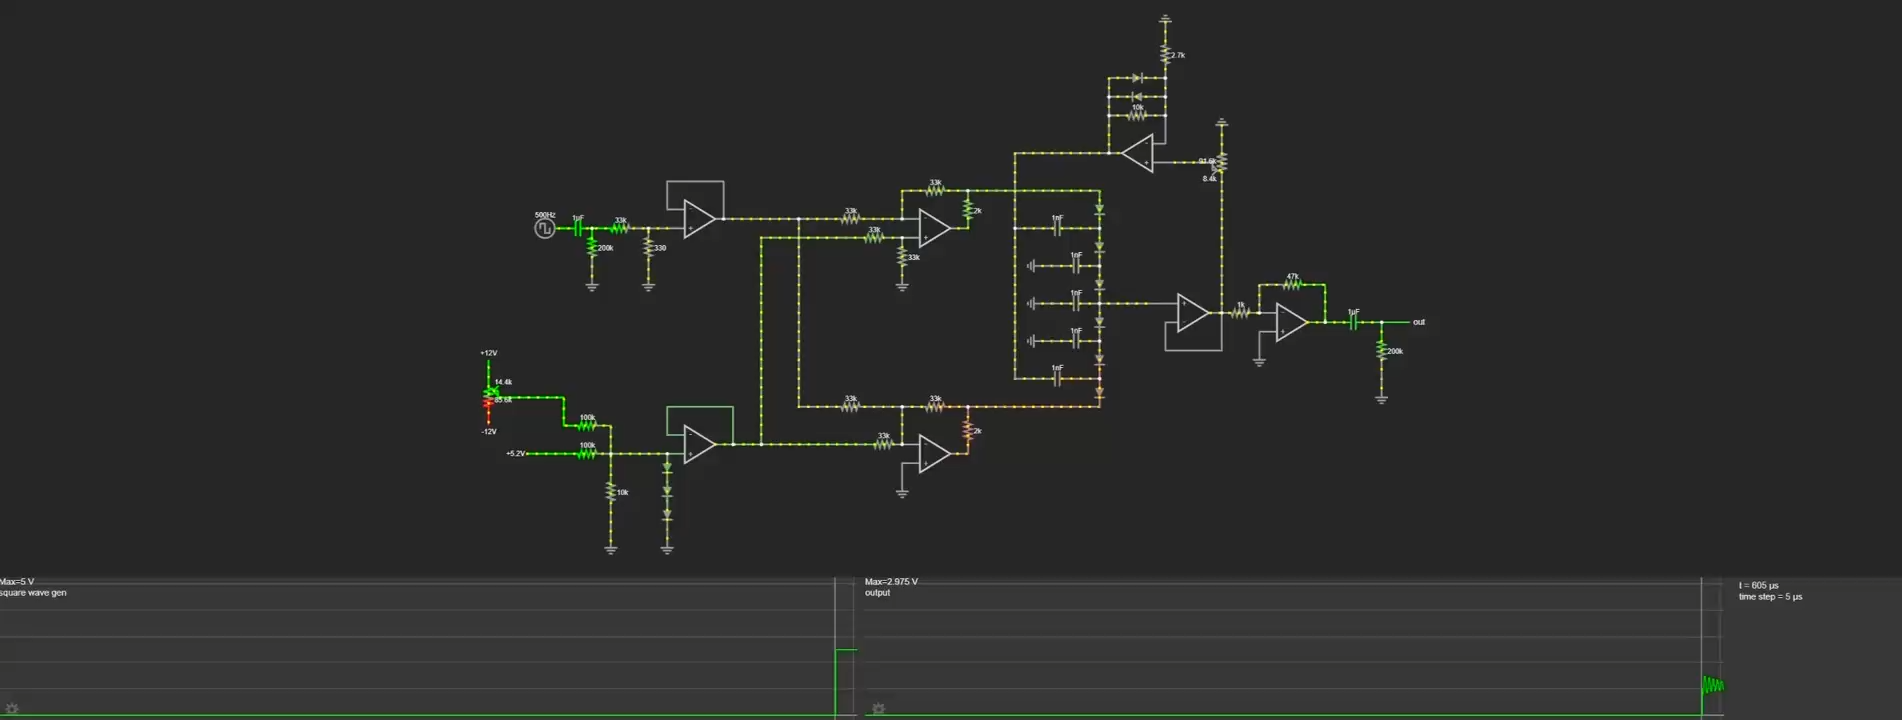 2.7k
10k
91.6k
8.4k
33k
2k
33k
33k
33k
500Hz
1µF
33k
200k
330
1nF
1nF
1nF
1nF
1nF
47k
1k
1µF
out
200k
+12V
14.4k
85.6k
-12V
100k
100k
+5.2V
10k
33k
33k
33k
2k
Max=5 V
square wave gen
Max=2.975 V
output
t = 605 µs
time step = 5 µs